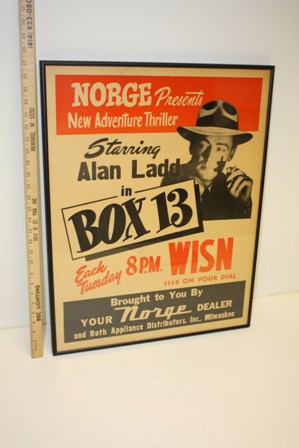 NORGE Presents
New Adventure Thriller
Starring
Alan Ladd
in
BOX 13
Each
Tuesday
8 P.M. WISN
1150 ON YOUR DIAL
Brought to You By
YOUR Norge DEALER
and Roth Appliance Distributors, Inc. Milwaukee